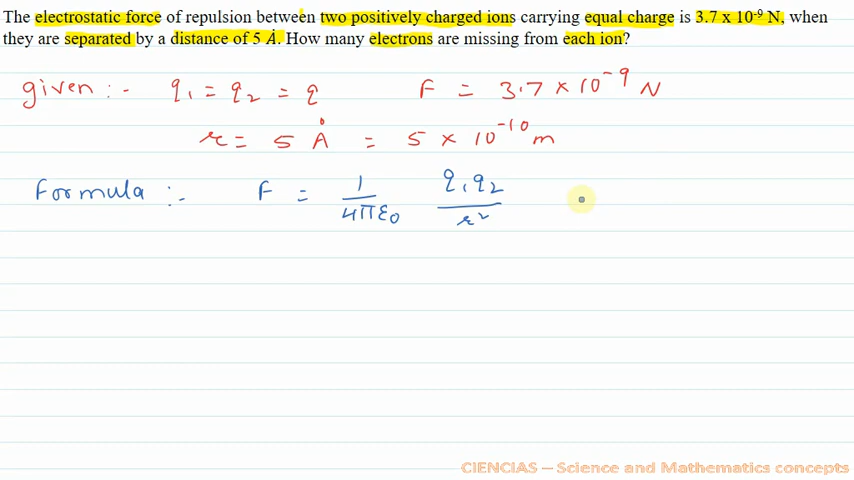 The electrostatic force of repulsion between two positively charged ions carrying equal charge is 3.7 x 10⁻⁹ N, when
they are separated by a distance of 5 Å. How many electrons are missing from each ion?
given :- q₁ = q₂ = q F = 3.7 × 10⁻⁹ N
r = 5 Å = 5 × 10⁻¹⁰ m
Formula :- F = 1/4πε₀ q₁q₂/r²
CIENCIAS – Science and Mathematics concepts